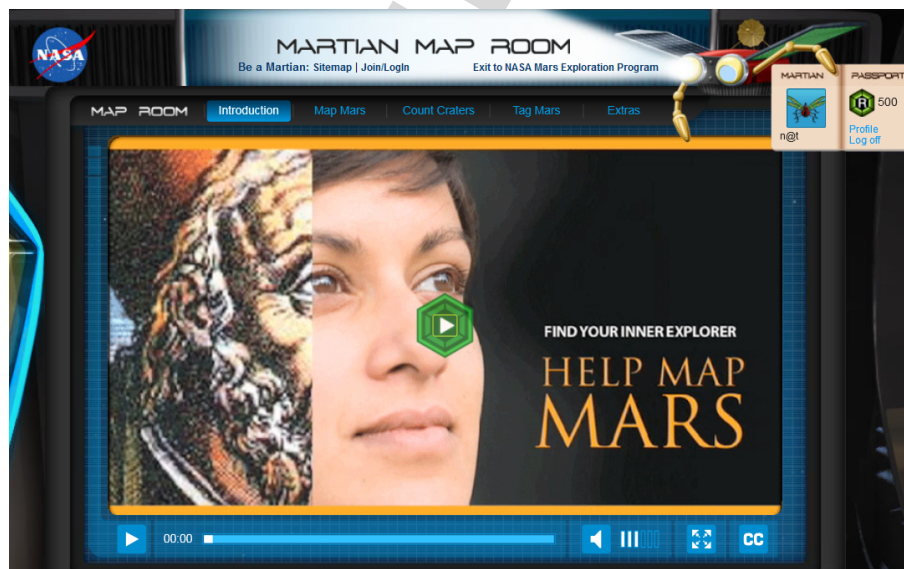 NASA
MARTIAN MAP ROOM
Be a Martian: Sitemap | Join/LogIn Exit to NASA Mars Exploration Program
MARTIAN PASSPORT
R 500
n@t
Profile
Log off
MAP ROOM Introduction Map Mars Count Craters Tag Mars Extras
FIND YOUR INNER EXPLORER
HELP MAP
MARS
00:00 CC